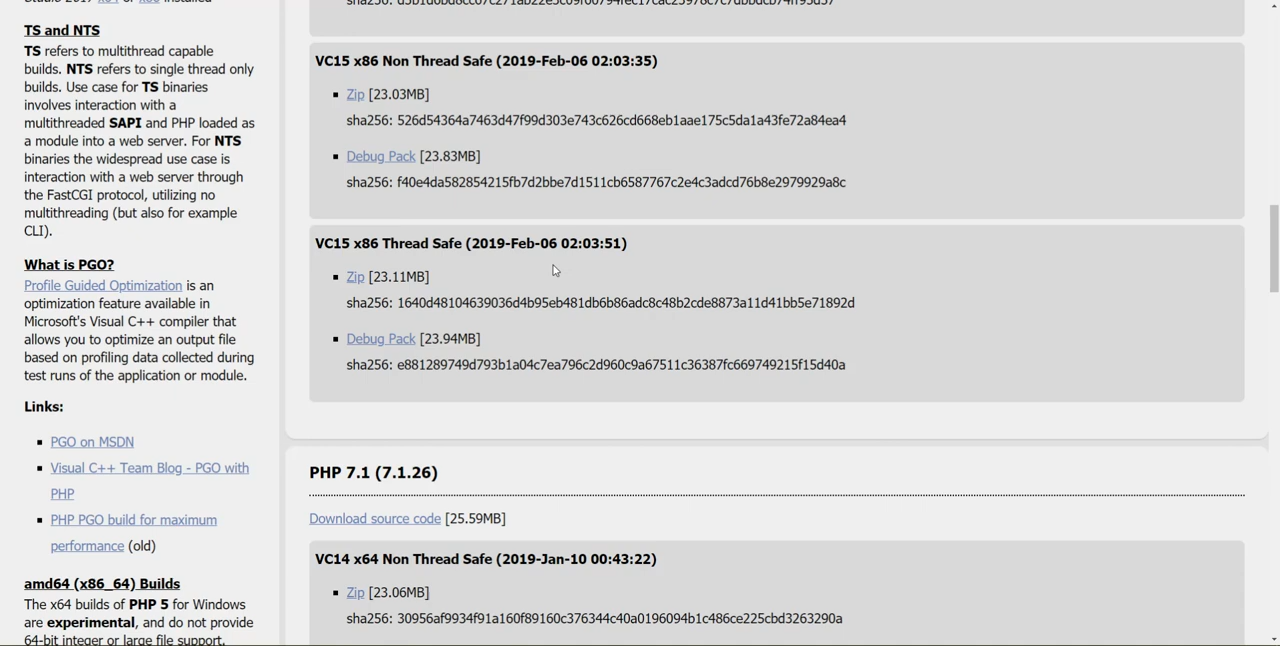 TS and NTS
TS refers to multithread capable
builds. NTS refers to single thread only
builds. Use case for TS binaries
involves interaction with a
multithreaded SAPI and PHP loaded as
a module into a web server. For NTS
binaries the widespread use case is
interaction with a web server through
the FastCGI protocol, utilizing no
multithreading (but also for example
CLI).
What is PGO?
Profile Guided Optimization is an
optimization feature available in
Microsoft's Visual C++ compiler that
allows you to optimize an output file
based on profiling data collected during
test runs of the application or module.
Links:
PGO on MSDN
Visual C++ Team Blog - PGO with
PHP
PHP PGO build for maximum
performance (old)
amd64 (x86_64) Builds
The x64 builds of PHP 5 for Windows
are experimental, and do not provide
64-bit integer or large file support.
VC15 x86 Non Thread Safe (2019-Feb-06 02:03:35)
Zip [23.03MB]
sha256: 526d54364a7463d47f99d303e743c626cd668eb1aae175c5da1a43fe72a84ea4
Debug Pack [23.83MB]
sha256: f40e4da582854215fb7d2bbe7d1511cb6587767c2e4c3adcd76b8e2979929a8c
VC15 x86 Thread Safe (2019-Feb-06 02:03:51)
Zip [23.11MB]
sha256: 1640d48104639036d4b95eb481db6b86adc8c48b2cde8873a11d41bb5e71892d
Debug Pack [23.94MB]
sha256: e881289749d793b1a04c7ea796c2d960c9a67511c36387fc669749215f15d40a
PHP 7.1 (7.1.26)
Download source code [25.59MB]
VC14 x64 Non Thread Safe (2019-Jan-10 00:43:22)
Zip [23.06MB]
sha256: 30956af9934f91a160f89160c376344c40a0196094b1c486ce225cbd3263290a